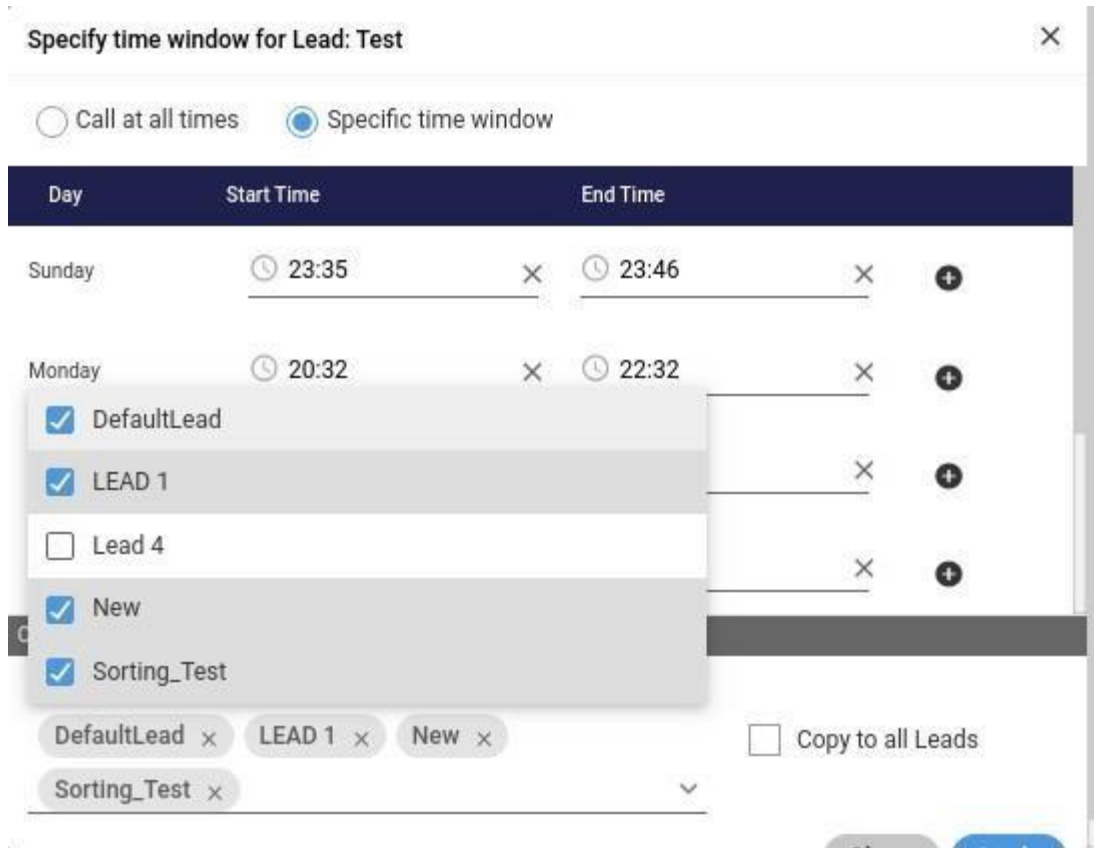 Specify time window for Lead: Test
Call at all times Specific time window
Day Start Time End Time
Sunday 23:35 23:46
Monday 20:32 22:32
DefaultLead
LEAD 1
Lead 4
New
Sorting_Test
DefaultLead LEAD 1 New
Copy to all Leads
Sorting_Test